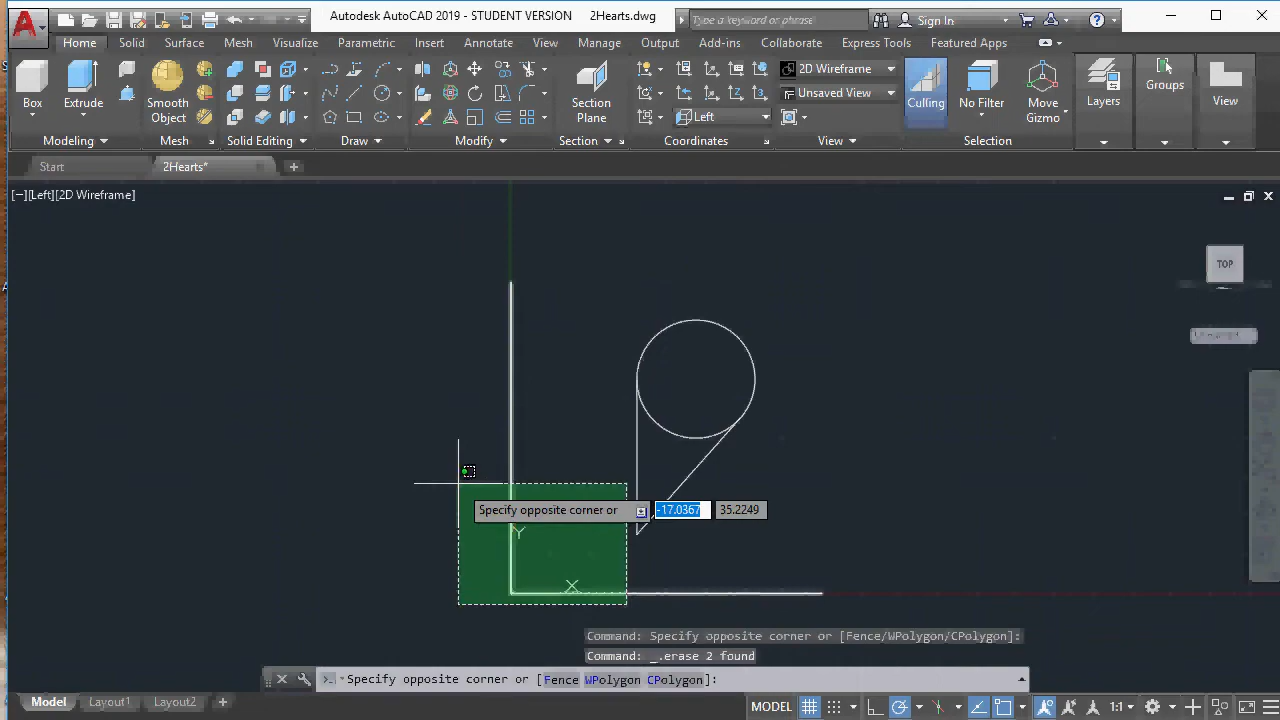 Autodesk AutoCAD 2019 - STUDENT VERSION 2Hearts.dwg Type a keyword or phrase Sign In
Home Solid Surface Mesh Visualize Parametric Insert Annotate View Manage Output Add-ins Collaborate Express Tools Featured Apps
Box Extrude Smooth Object Section Plane 2D Wireframe Unsaved View Left Culling No Filter Move Gizmo Layers Groups View
Modeling Mesh Solid Editing Draw Modify Section Coordinates View Selection
Start 2Hearts* +
[−][Left][2D Wireframe]
TOP
Specify opposite corner or -17.0367 35.2249
Y
X
Command: Specify opposite corner or [Fence/WPolygon/CPolygon]:
Command: _.erase 2 found
Specify opposite corner or [Fence WPolygon CPolygon]:
Model Layout1 Layout2 + MODEL 1:1